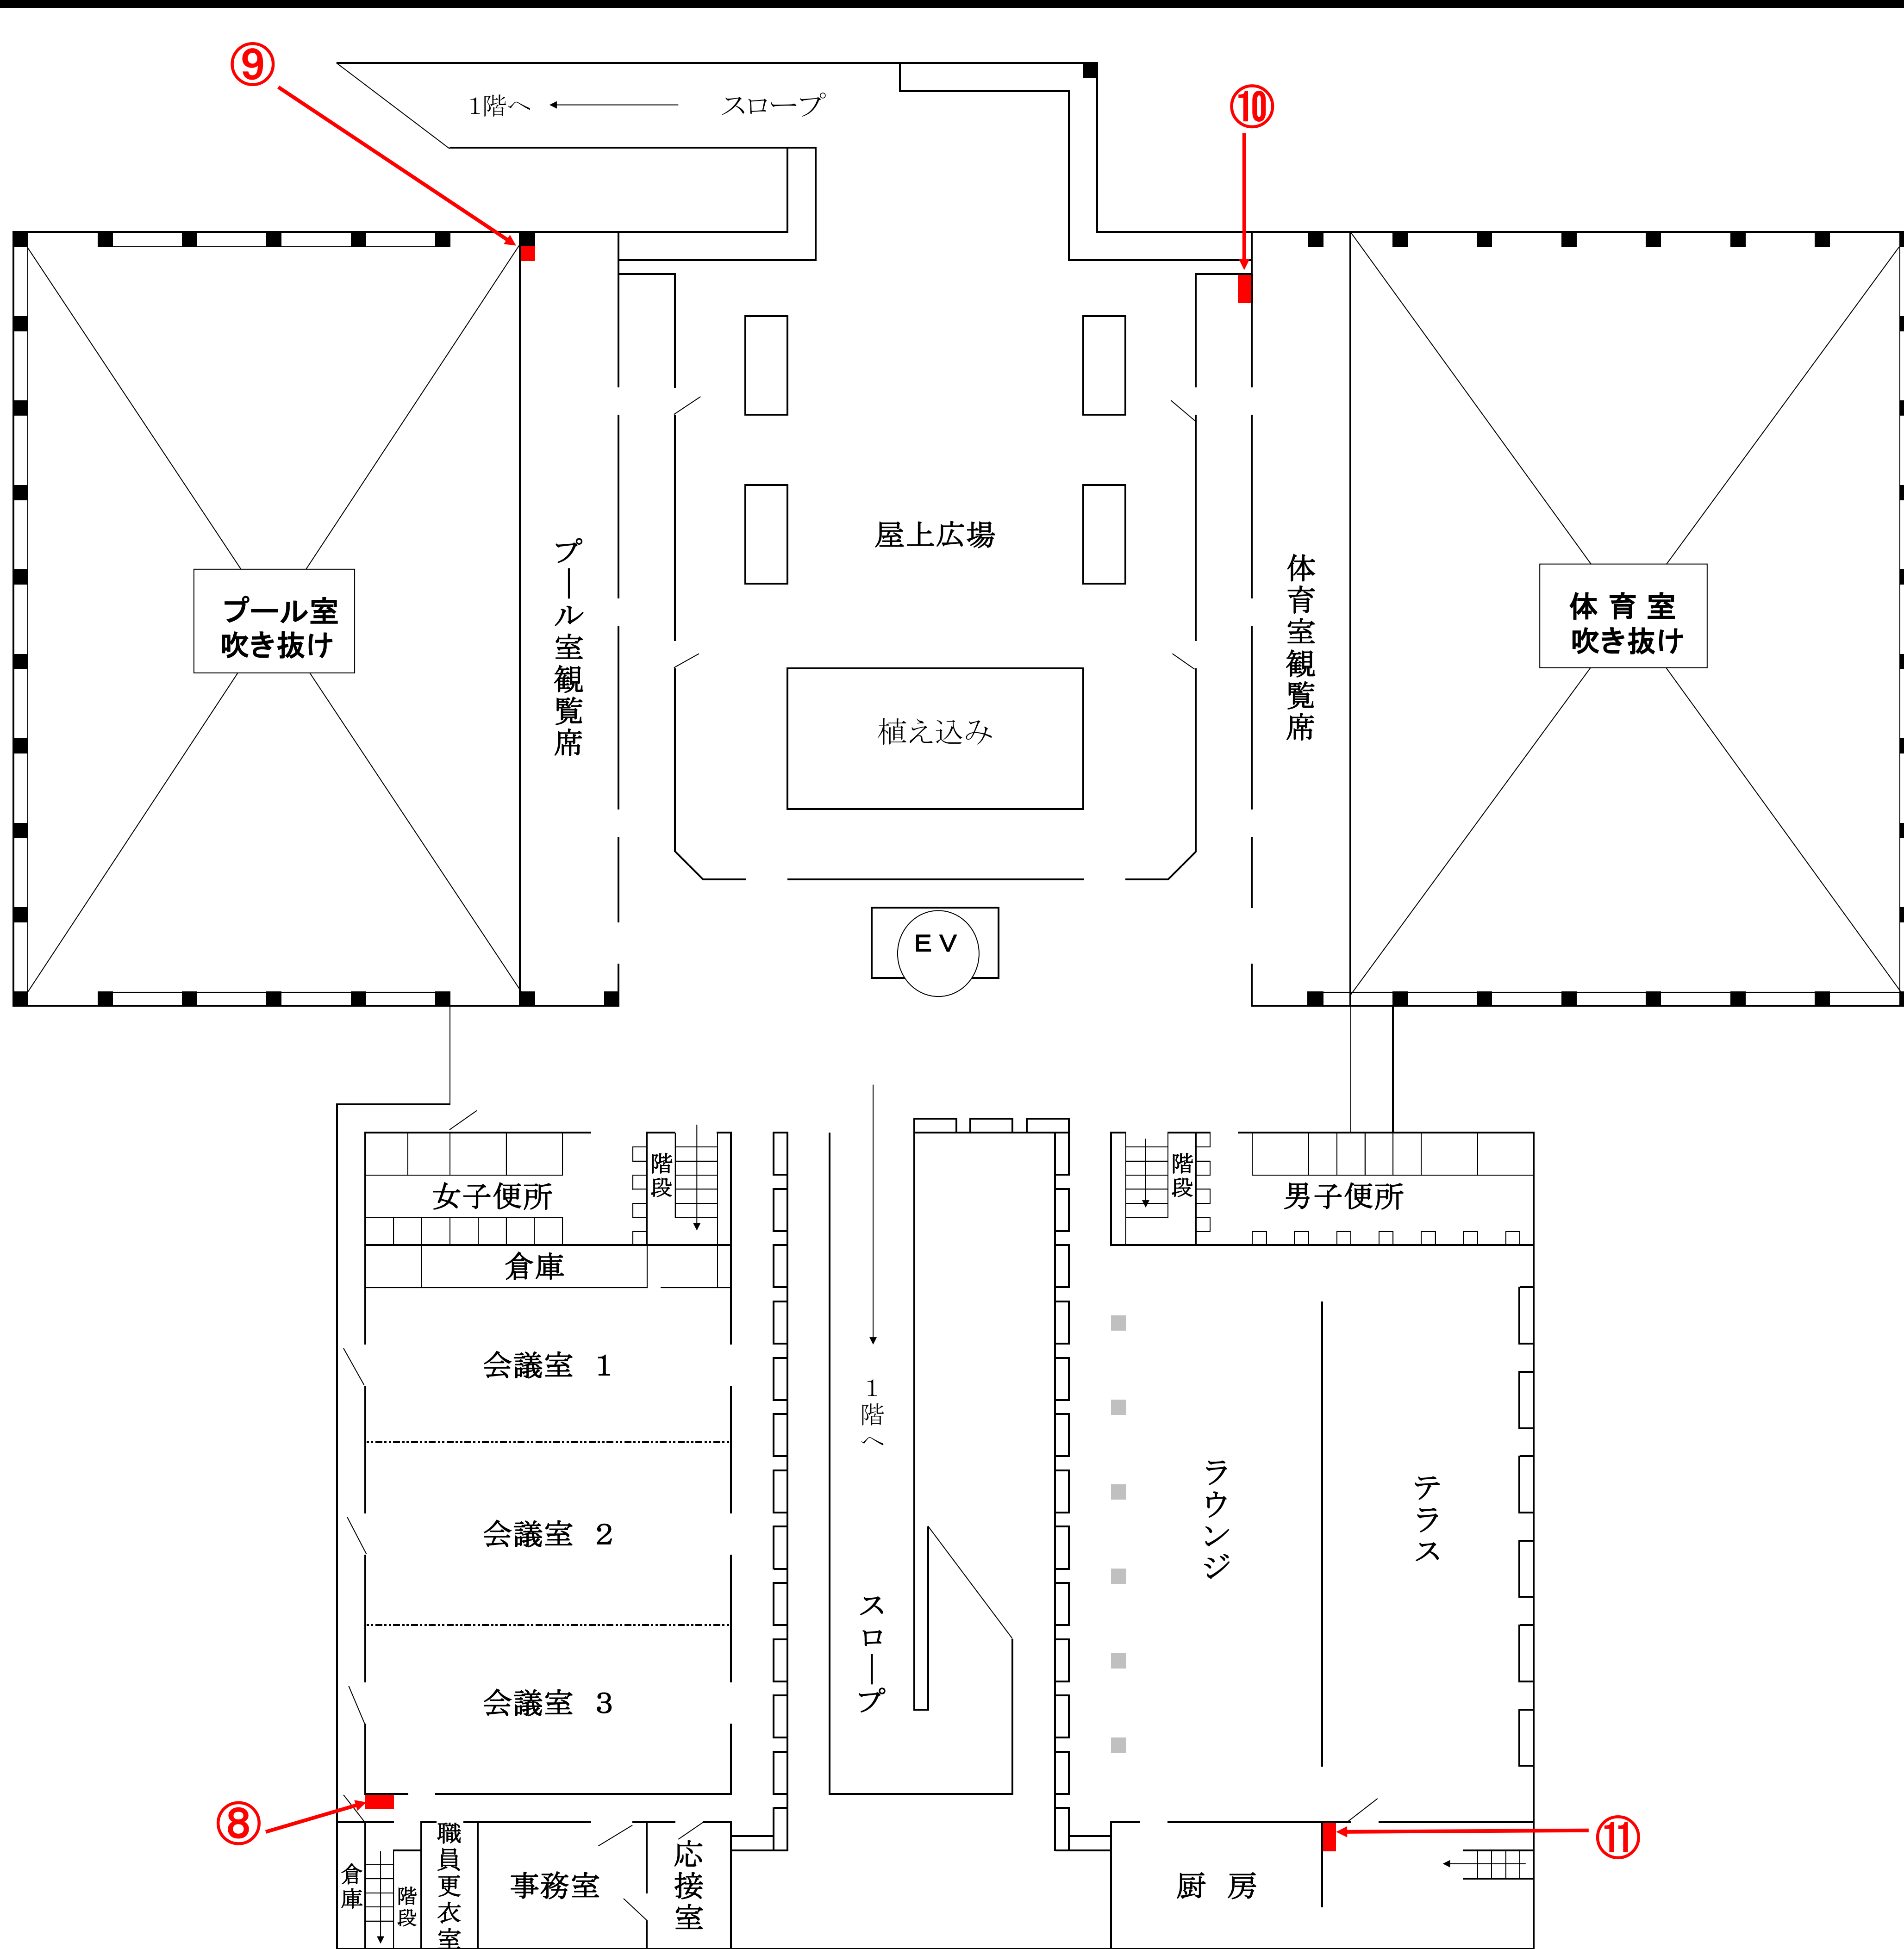 ⑨
1階へ
スロープ
⑩
屋上広場
プール室観覧席
体育室観覧席
プール室
吹き抜け
体 育 室
吹き抜け
植え込み
EV
階段
階段
女子便所
男子便所
倉庫
会議室 1
1階へ
会議室 2
ラウンジ
テラス
スロープ
会議室 3
⑧
⑪
倉庫
階段
職員更衣室
事務室
応接室
厨 房